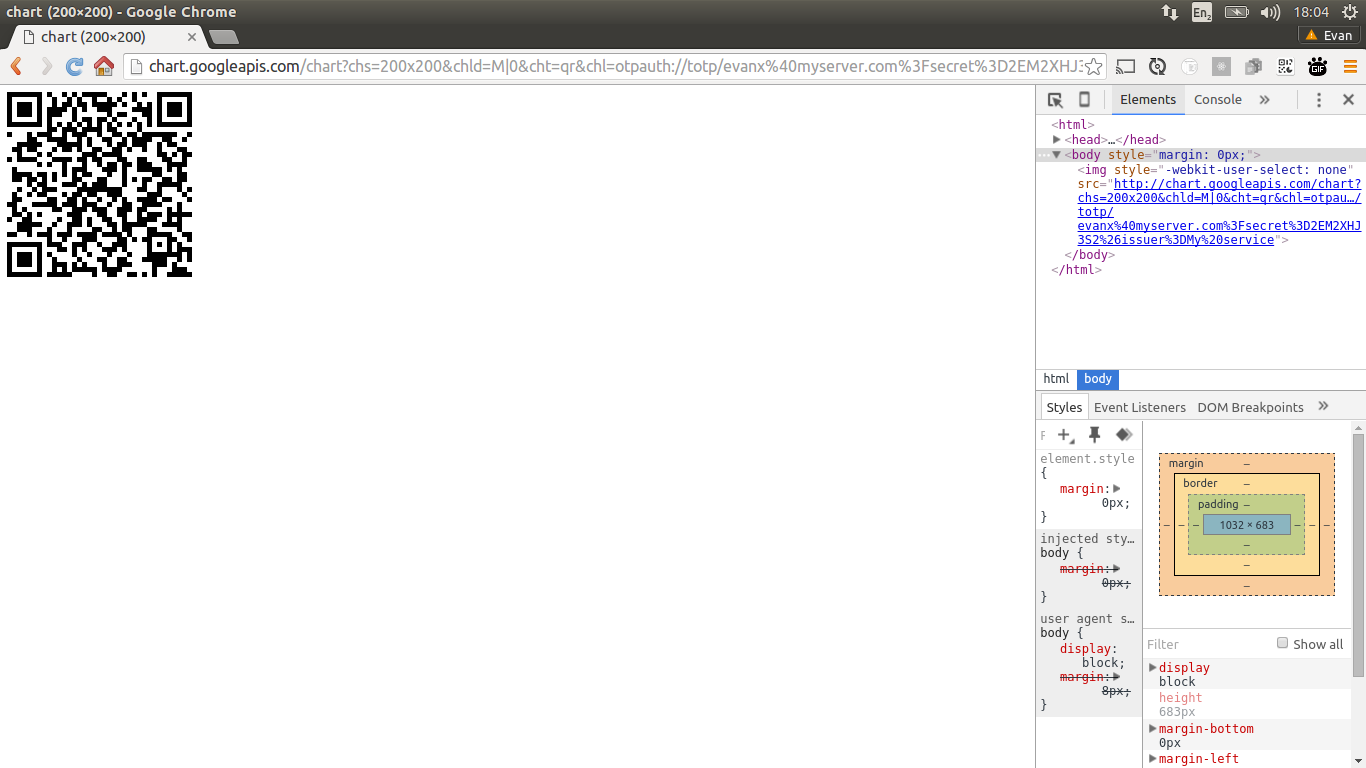 chart (200×200) - Google Chrome
En2
18:04
chart (200×200)
Evan
chart.googleapis.com/chart?chs=200x200&chld=M|0&cht=qr&chl=otpauth://totp/evanx%40myserver.com%3Fsecret%3D2EM2XHJ3
GIF
Elements Console »
<html>
<head>…</head>
<body style="margin: 0px;">
<img style="-webkit-user-select: none"
src="http://chart.googleapis.com/chart?
chs=200x200&chld=M|0&cht=qr&chl=otpau…/
totp/
evanx%40myserver.com%3Fsecret%3D2EM2XHJ
3S2%26issuer%3DMy%20service">
</body>
</html>
html body
Styles Event Listeners DOM Breakpoints »
element.style
{
margin:
0px;
}
injected sty…
body {
margin:
0px;
}
user agent s…
body {
display:
block;
margin:
8px;
}
margin –
border –
padding –
– – – 1032 × 683 – – –
–
–
–
Filter Show all
display
block
height
683px
margin-bottom
0px
margin-left